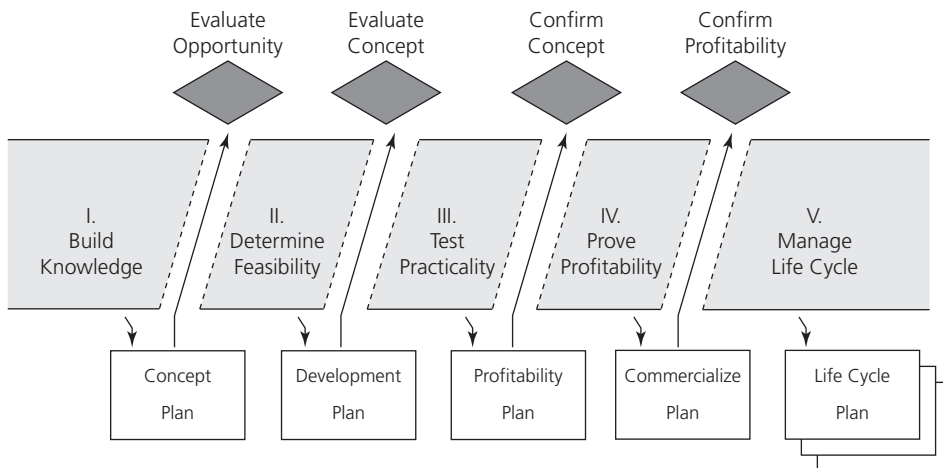 Evaluate
Opportunity
Evaluate
Concept
Confirm
Concept
Confirm
Profitability
I.
Build
Knowledge
II.
Determine
Feasibility
III.
Test
Practicality
IV.
Prove
Profitability
V.
Manage
Life Cycle
Concept
Plan
Development
Plan
Profitability
Plan
Commercialize
Plan
Life Cycle
Plan